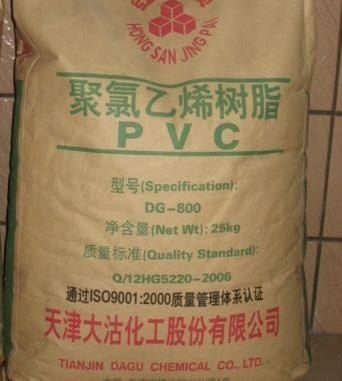 HONG SAN JING PAI
聚氯乙烯树脂
PVC
型号(Specification):
DG-800
净含量(Net Wt): 25kg
质量标准(Quality Standard):
Q/12HG5220-2006
通过ISO9001:2000质量管理体系认证
天津大沽化工股份有限公司
TIANJIN DAGU CHEMICAL CO., LTD.